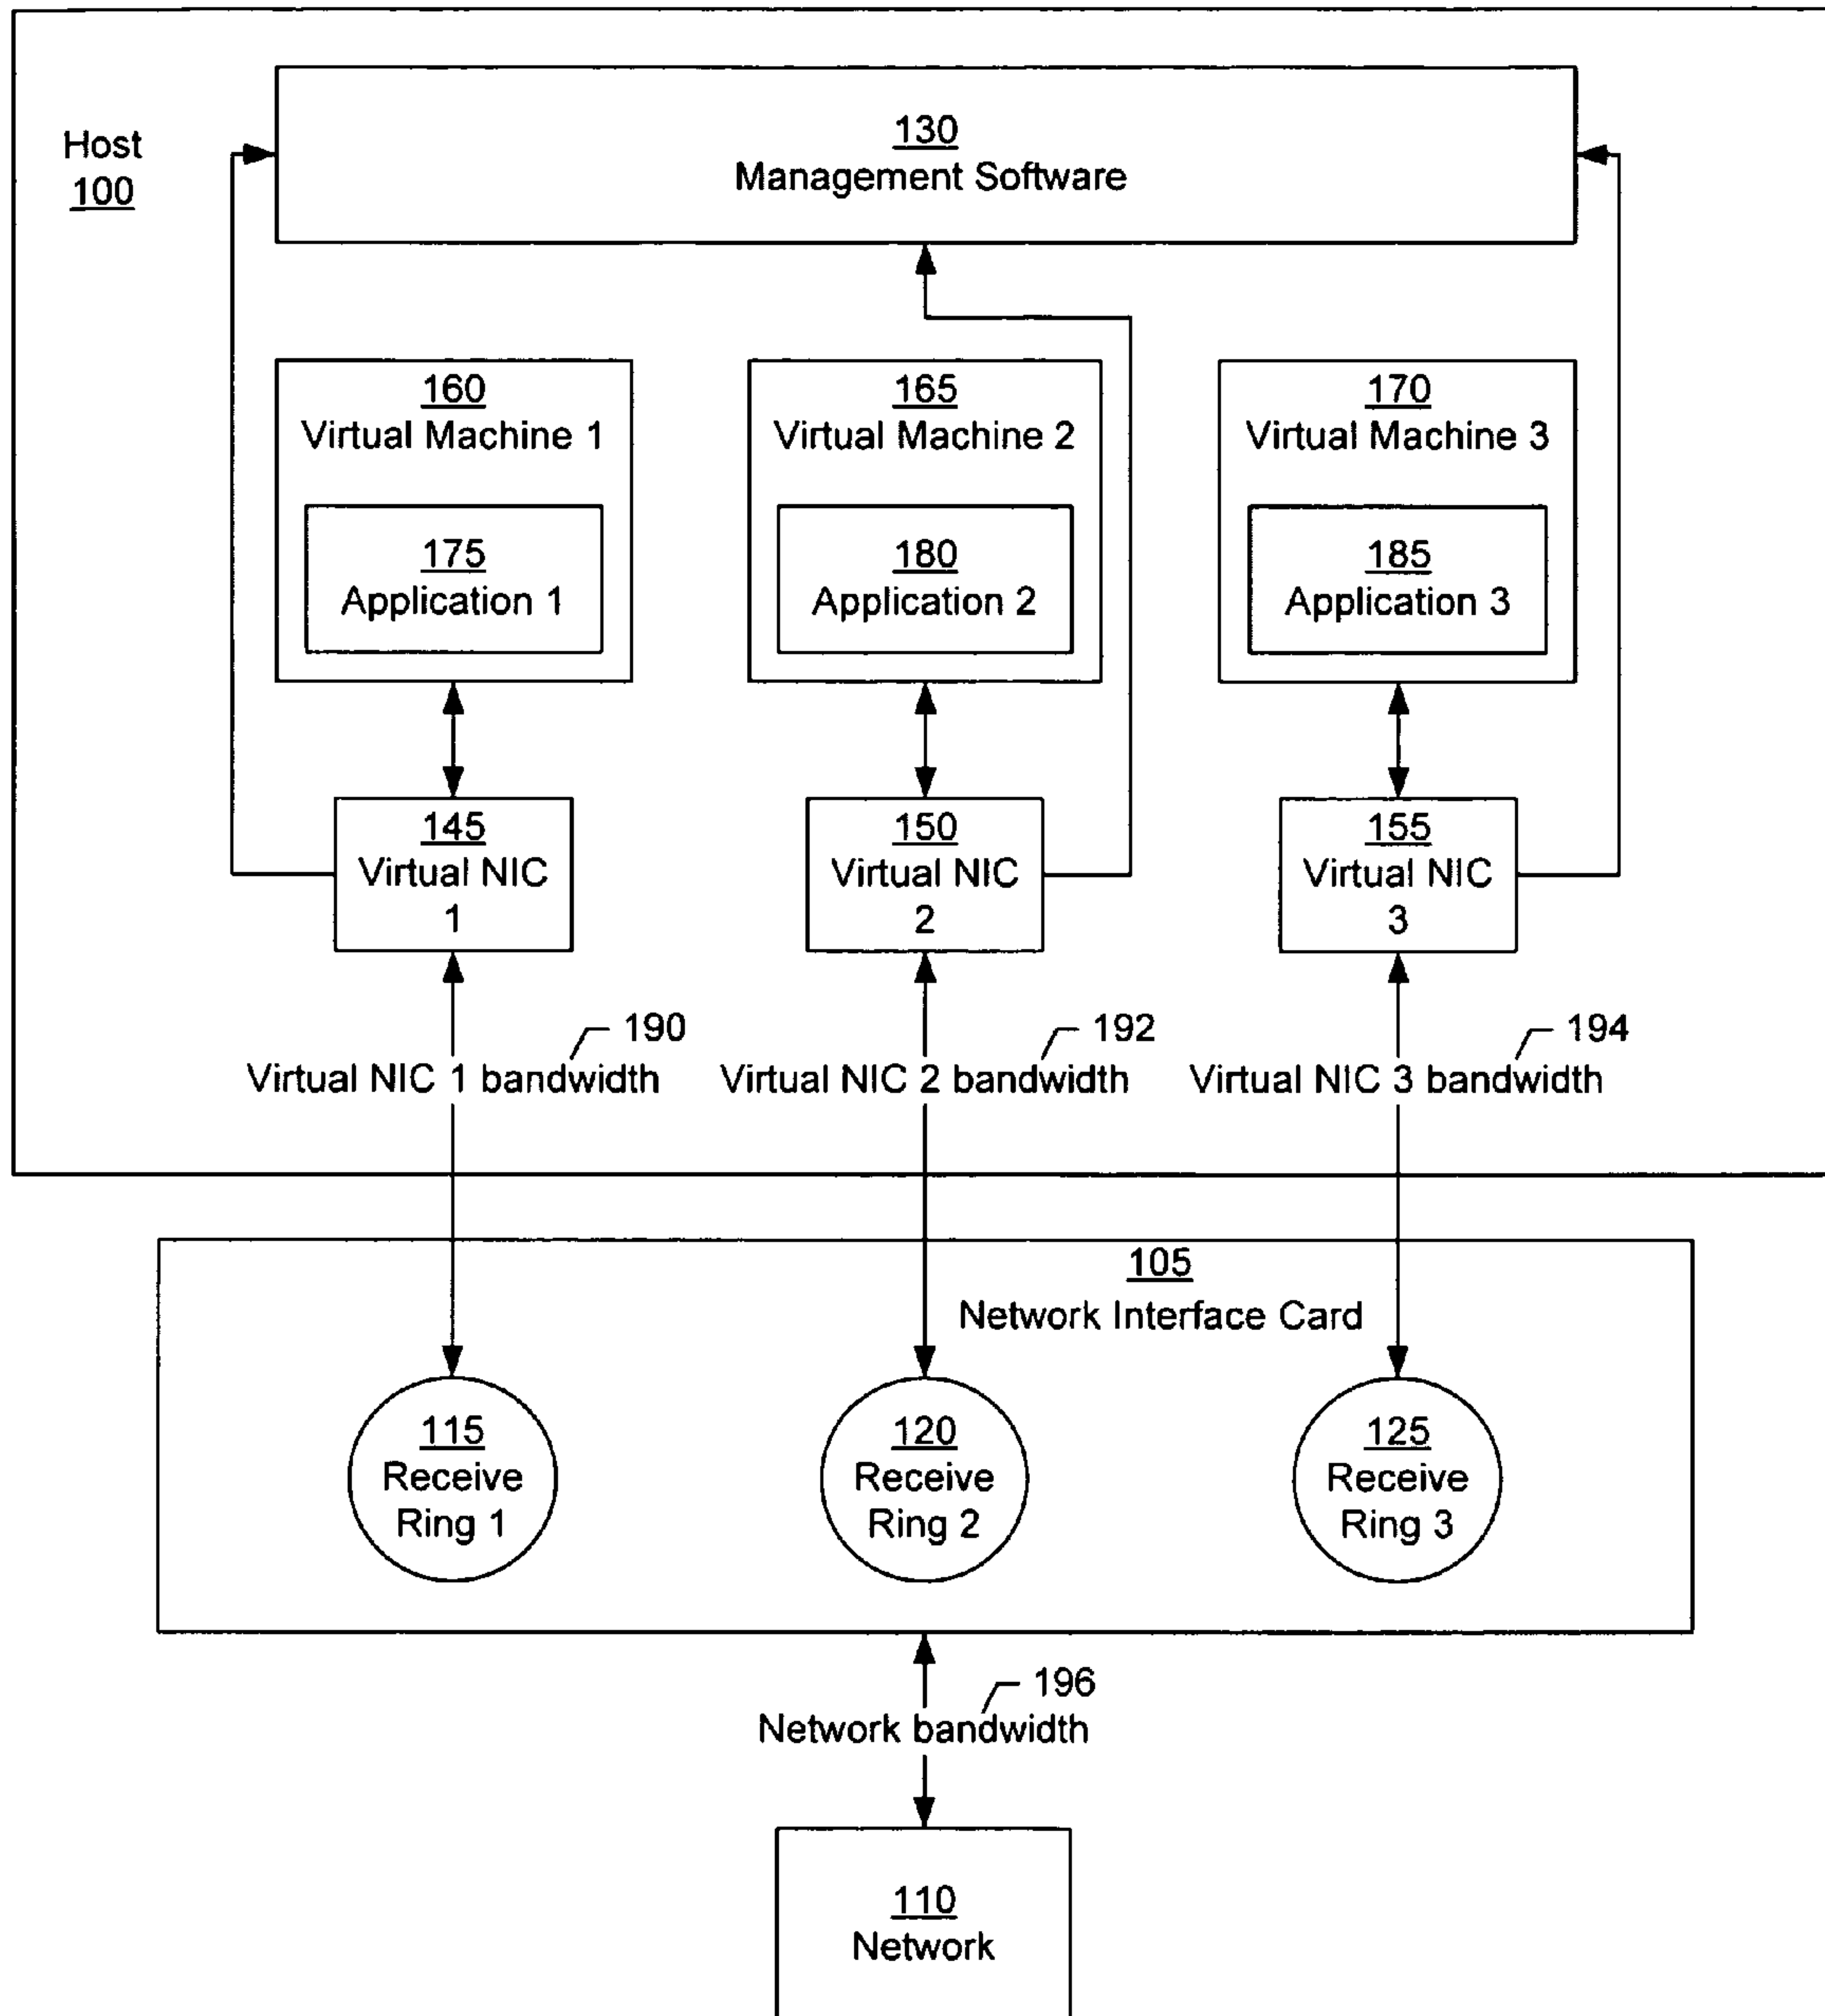 Host
100
130
Management Software
160
Virtual Machine 1
175
Application 1
165
Virtual Machine 2
180
Application 2
170
Virtual Machine 3
185
Application 3
145
Virtual NIC
1
150
Virtual NIC
2
155
Virtual NIC
3
190
Virtual NIC 1 bandwidth
192
Virtual NIC 2 bandwidth
194
Virtual NIC 3 bandwidth
105
Network Interface Card
115
Receive
Ring 1
120
Receive
Ring 2
125
Receive
Ring 3
196
Network bandwidth
110
Network